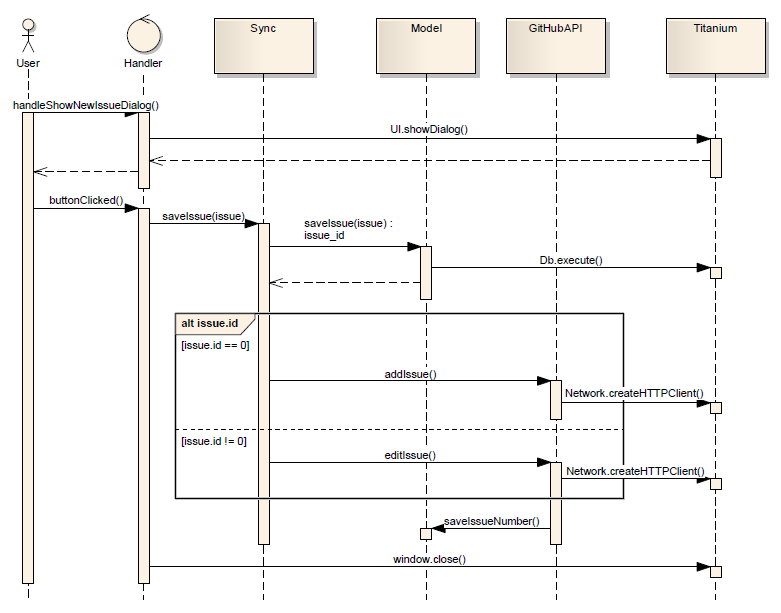 Sync
Model
GitHubAPI
Titanium
User
Handler
handleShowNewIssueDialog()
UI.showDialog()
buttonClicked()
saveIssue(issue)
saveIssue(issue) :
issue_id
Db.execute()
alt issue.id
[issue.id == 0]
addIssue()
Network.createHTTPClient()
[issue.id != 0]
editIssue()
Network.createHTTPClient()
saveIssueNumber()
window.close()